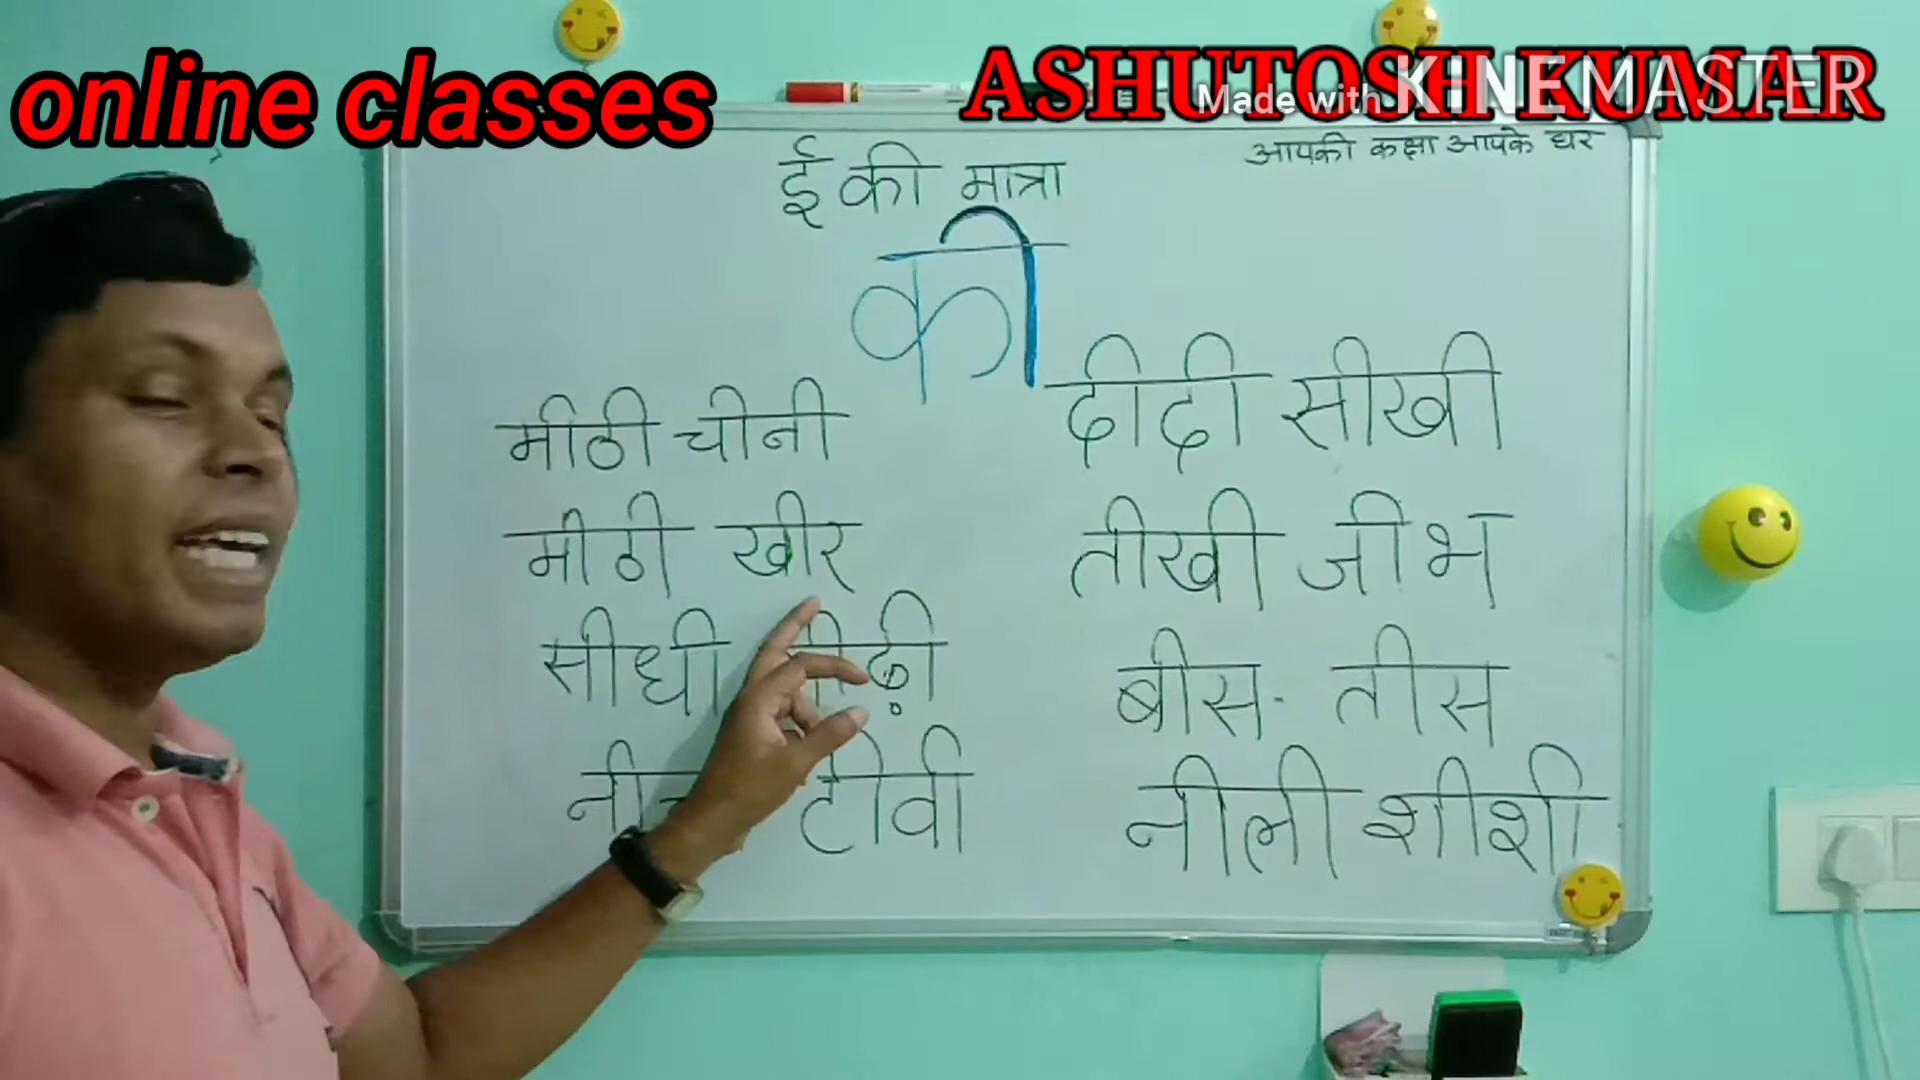 online classes
ASHUTOSH KUMAR
Made with KINEMASTER
आपकी कक्षा आपके घर
ई की मात्रा
की
मीठी चीनी
दीदी सीखी
मीठी खीर
तीखी जीभ
सीधी
बीस - तीस
टीवी
नीली शीशी